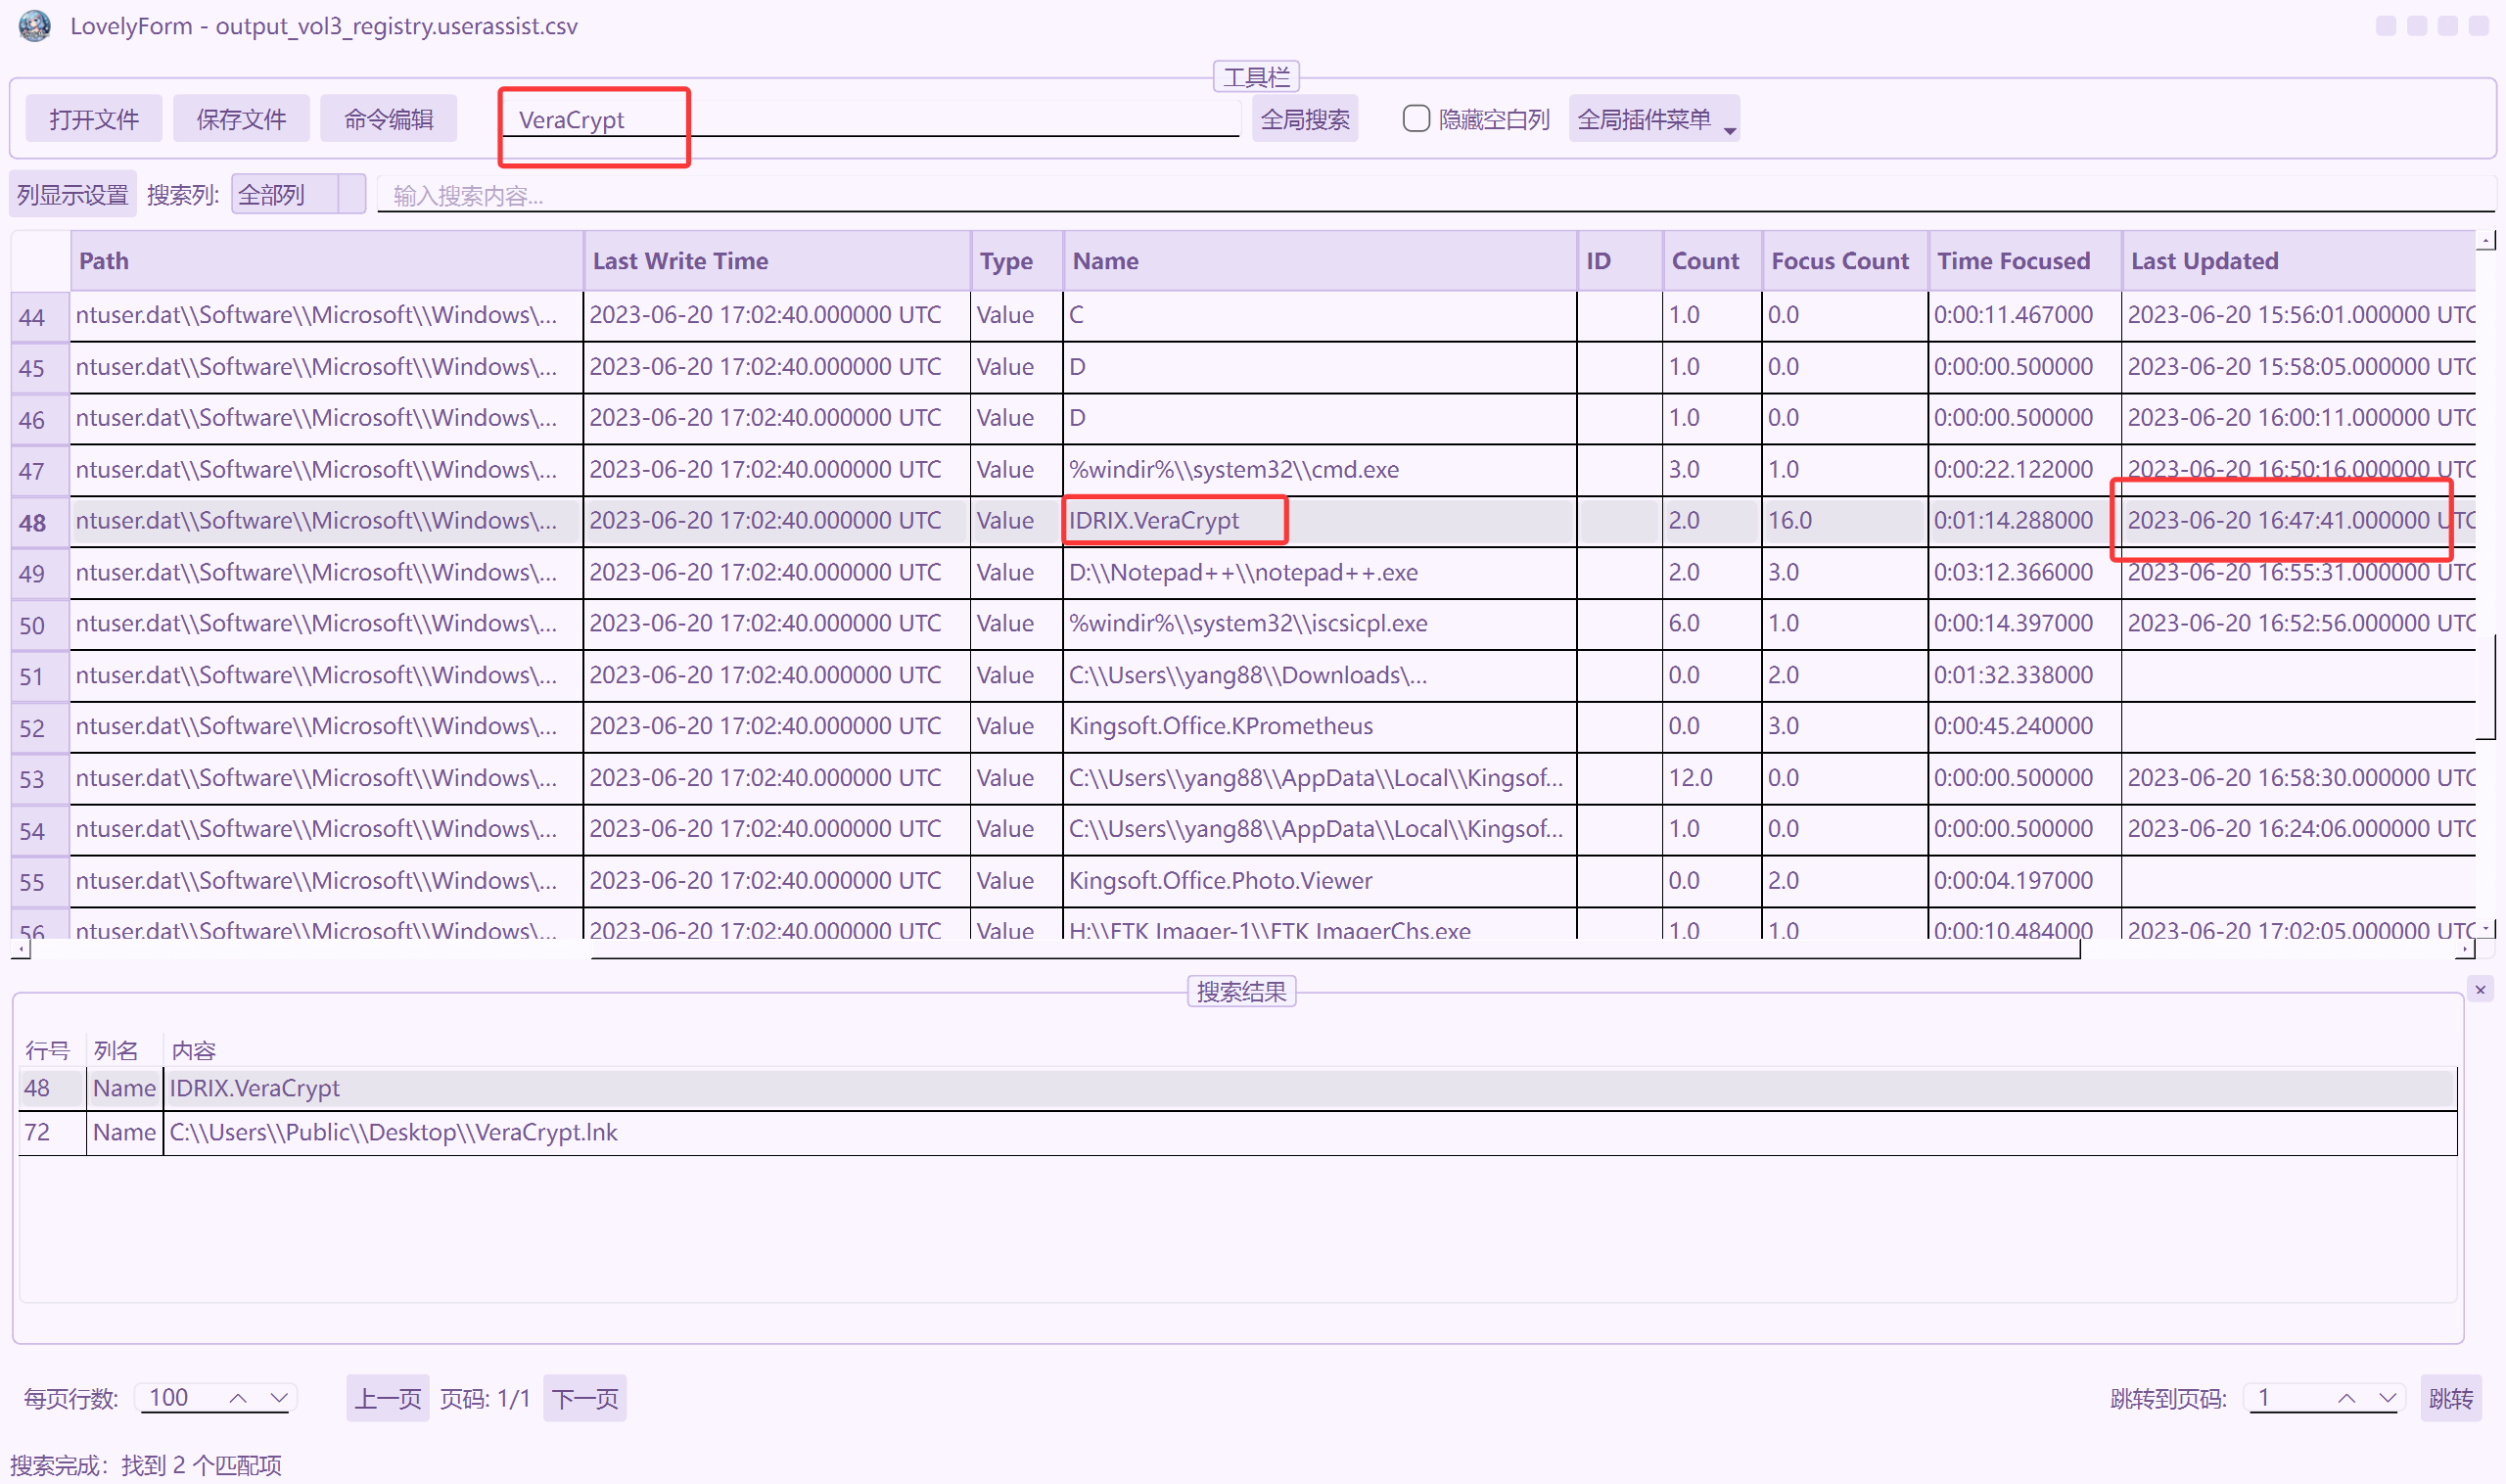 LovelyForm - output_vol3_registry.userassist.csv
工具栏
打开文件 保存文件 命令编辑 VeraCrypt 全局搜索 隐藏空白列 全局插件菜单
列显示设置 搜索列: 全部列 输入搜索内容...
Path Last Write Time Type Name ID Count Focus Count Time Focused Last Updated
44 ntuser.dat\\Software\\Microsoft\\Windows\... 2023-06-20 17:02:40.000000 UTC Value C 1.0 0.0 0:00:11.467000 2023-06-20 15:56:01.000000 UTC
45 ntuser.dat\\Software\\Microsoft\\Windows\... 2023-06-20 17:02:40.000000 UTC Value D 1.0 0.0 0:00:00.500000 2023-06-20 15:58:05.000000 UTC
46 ntuser.dat\\Software\\Microsoft\\Windows\... 2023-06-20 17:02:40.000000 UTC Value D 1.0 0.0 0:00:00.500000 2023-06-20 16:00:11.000000 UTC
47 ntuser.dat\\Software\\Microsoft\\Windows\... 2023-06-20 17:02:40.000000 UTC Value %windir%\\system32\\cmd.exe 3.0 1.0 0:00:22.122000 2023-06-20 16:50:16.000000 UTC
48 ntuser.dat\\Software\\Microsoft\\Windows\... 2023-06-20 17:02:40.000000 UTC Value IDRIX.VeraCrypt 2.0 16.0 0:01:14.288000 2023-06-20 16:47:41.000000 UTC
49 ntuser.dat\\Software\\Microsoft\\Windows\... 2023-06-20 17:02:40.000000 UTC Value D:\\Notepad++\\notepad++.exe 2.0 3.0 0:03:12.366000 2023-06-20 16:55:31.000000 UTC
50 ntuser.dat\\Software\\Microsoft\\Windows\... 2023-06-20 17:02:40.000000 UTC Value %windir%\\system32\\iscsicpl.exe 6.0 1.0 0:00:14.397000 2023-06-20 16:52:56.000000 UTC
51 ntuser.dat\\Software\\Microsoft\\Windows\... 2023-06-20 17:02:40.000000 UTC Value C:\\Users\\yang88\\Downloads\... 0.0 2.0 0:01:32.338000
52 ntuser.dat\\Software\\Microsoft\\Windows\... 2023-06-20 17:02:40.000000 UTC Value Kingsoft.Office.KPrometheus 0.0 3.0 0:00:45.240000
53 ntuser.dat\\Software\\Microsoft\\Windows\... 2023-06-20 17:02:40.000000 UTC Value C:\\Users\\yang88\\AppData\\Local\\Kingsof... 12.0 0.0 0:00:00.500000 2023-06-20 16:58:30.000000 UTC
54 ntuser.dat\\Software\\Microsoft\\Windows\... 2023-06-20 17:02:40.000000 UTC Value C:\\Users\\yang88\\AppData\\Local\\Kingsof... 1.0 0.0 0:00:00.500000 2023-06-20 16:24:06.000000 UTC
55 ntuser.dat\\Software\\Microsoft\\Windows\... 2023-06-20 17:02:40.000000 UTC Value Kingsoft.Office.Photo.Viewer 0.0 2.0 0:00:04.197000
56 ntuser.dat\\Software\\Microsoft\\Windows\... 2023-06-20 17:02:40.000000 UTC Value H:\\FTK Imager-1\\FTK ImagerChs.exe 1.0 1.0 0:00:10.484000 2023-06-20 17:02:05.000000 UTC
搜索结果
行号 列名 内容
48 Name IDRIX.VeraCrypt
72 Name C:\\Users\\Public\\Desktop\\VeraCrypt.lnk
每页行数: 100 上一页 页码: 1/1 下一页 跳转到页码: 1 跳转
搜索完成：找到 2 个匹配项